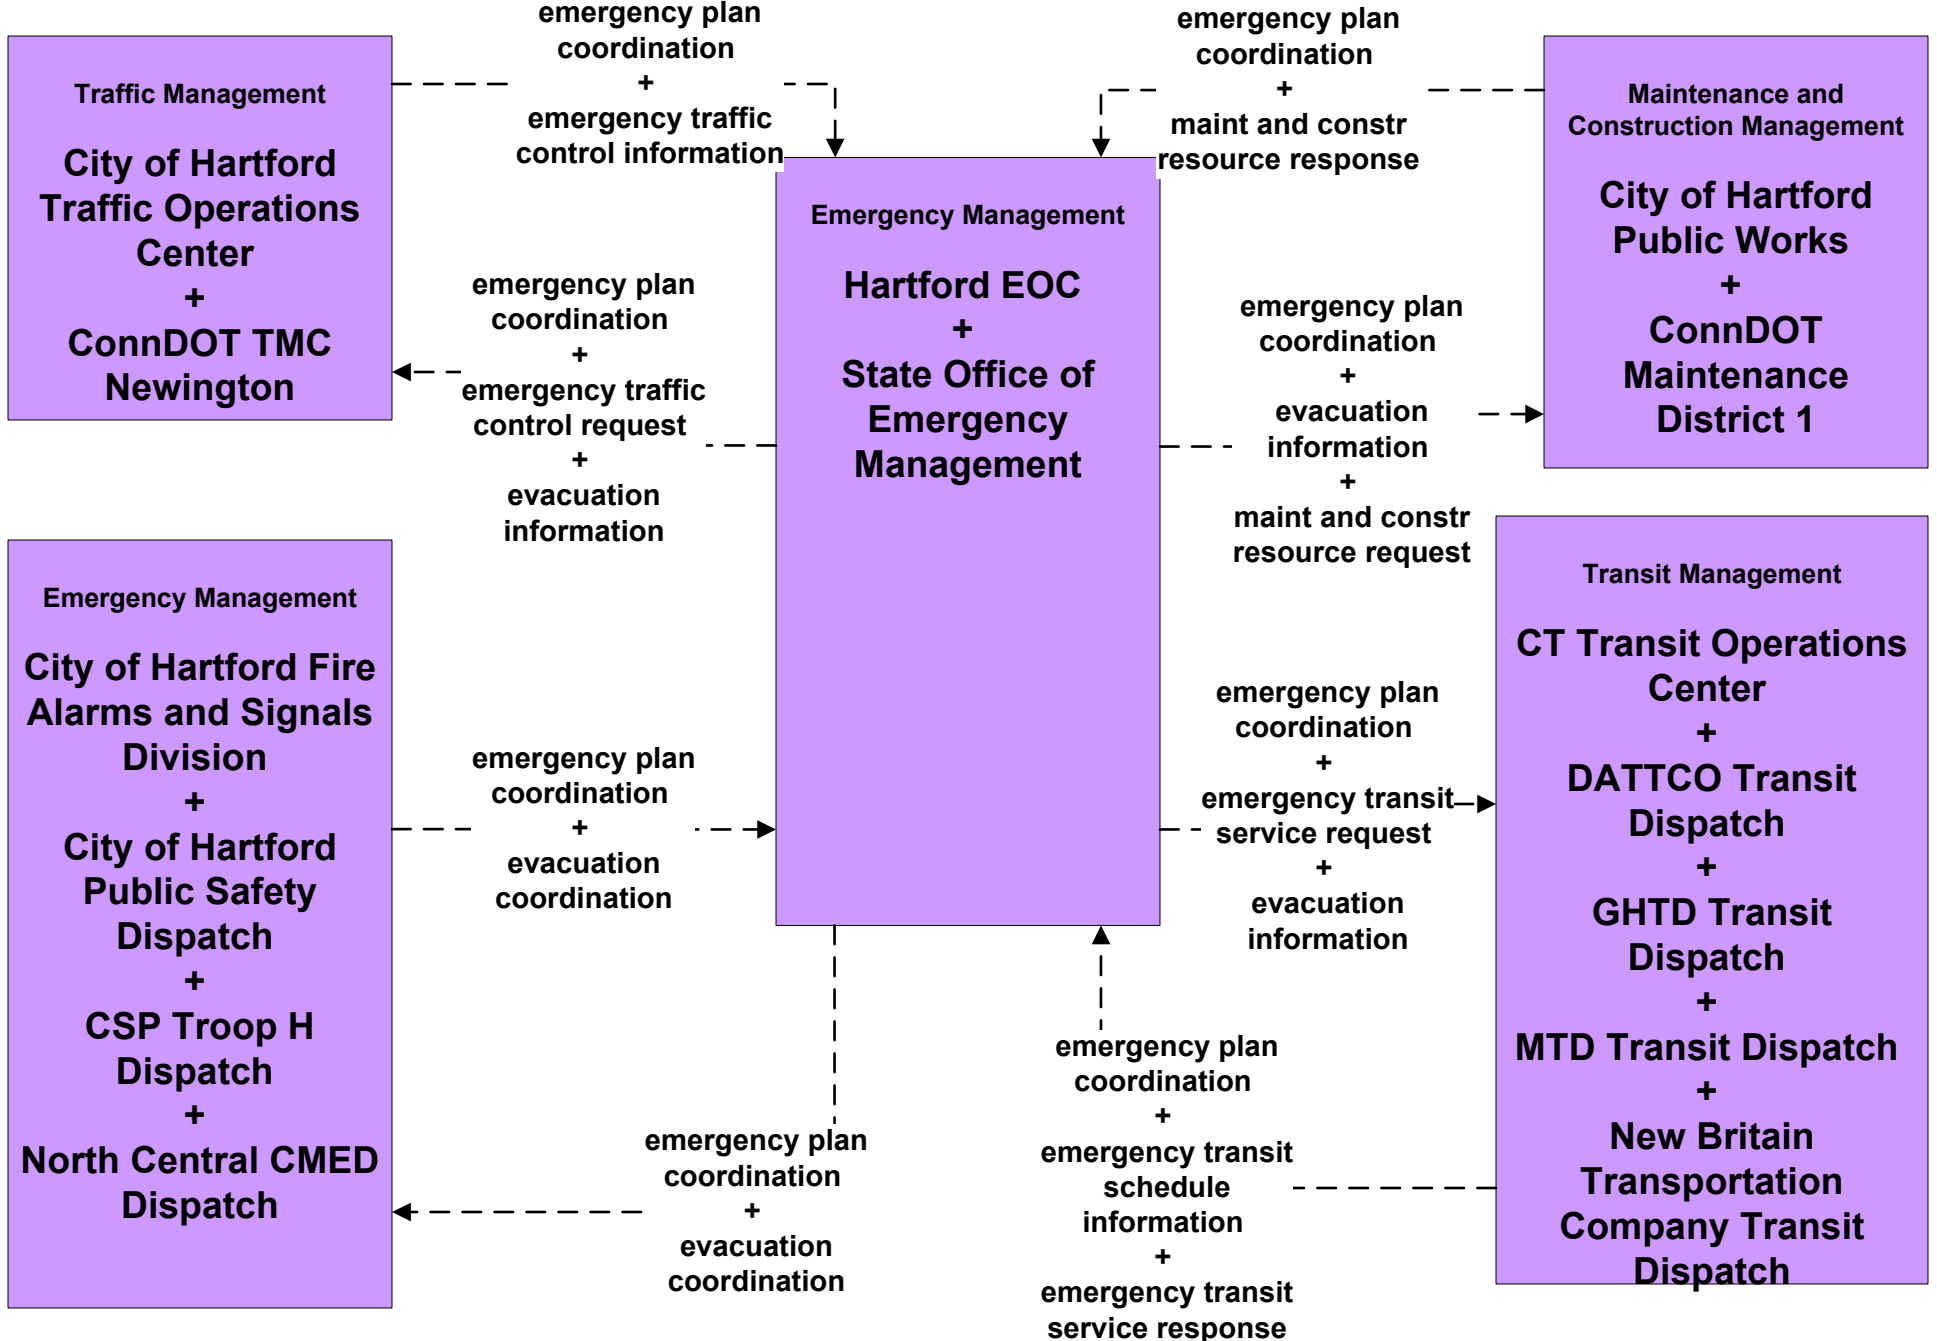 emergency plan
coordination
+
emergency traffic
control information
emergency plan
coordination
+
maint and constr
resource response
Traffic Management
City of Hartford
Traffic Operations
Center
+
ConnDOT TMC
Newington
Maintenance and
Construction Management
City of Hartford
Public Works
+
ConnDOT
Maintenance
District 1
Emergency Management
Hartford EOC
+
State Office of
Emergency
Management
emergency plan
coordination
+
emergency traffic
control request
+
evacuation
information
emergency plan
coordination
+
evacuation
information
+
maint and constr
resource request
Emergency Management
City of Hartford Fire
Alarms and Signals
Division
+
City of Hartford
Public Safety
Dispatch
+
CSP Troop H
Dispatch
+
North Central CMED
Dispatch
emergency plan
coordination
+
evacuation
coordination
emergency plan
coordination
+
emergency transit
service request
+
evacuation
information
Transit Management
CT Transit Operations
Center
+
DATTCO Transit
Dispatch
+
GHTD Transit
Dispatch
+
MTD Transit Dispatch
+
New Britain
Transportation
Company Transit
Dispatch
emergency plan
coordination
+
evacuation
coordination
emergency plan
coordination
+
emergency transit
schedule
information
+
emergency transit
service response